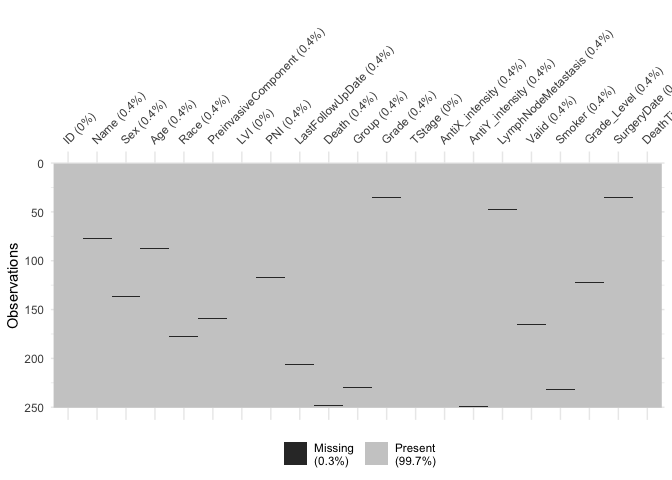 ID (0%)
Name (0.4%)
Sex (0.4%)
Age (0.4%)
Race (0.4%)
PreinvasiveComponent (0.4%)
LVI (0%)
PNI (0.4%)
LastFollowUpDate (0.4%)
Death (0.4%)
Group (0.4%)
Grade (0.4%)
TStage (0%)
AntiX_intensity (0.4%)
AntiY_intensity (0.4%)
LymphNodeMetastasis (0.4%)
Valid (0.4%)
Smoker (0.4%)
Grade_Level (0.4%)
SurgeryDate (0
DeathTi
0
50
100
150
200
250
Observations
Missing
(0.3%)
Present
(99.7%)